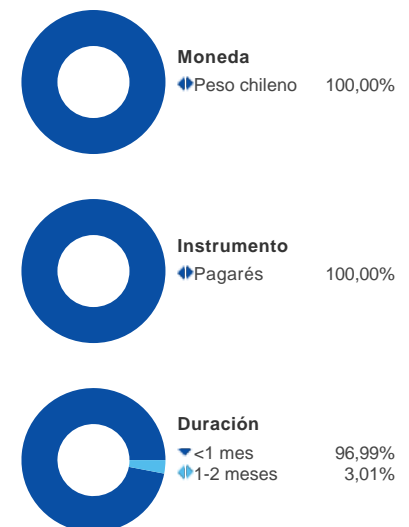 Moneda
Peso chileno 100,00%
Instrumento
Pagarés 100,00%
Duración
<1 mes 96,99%
1-2 meses 3,01%